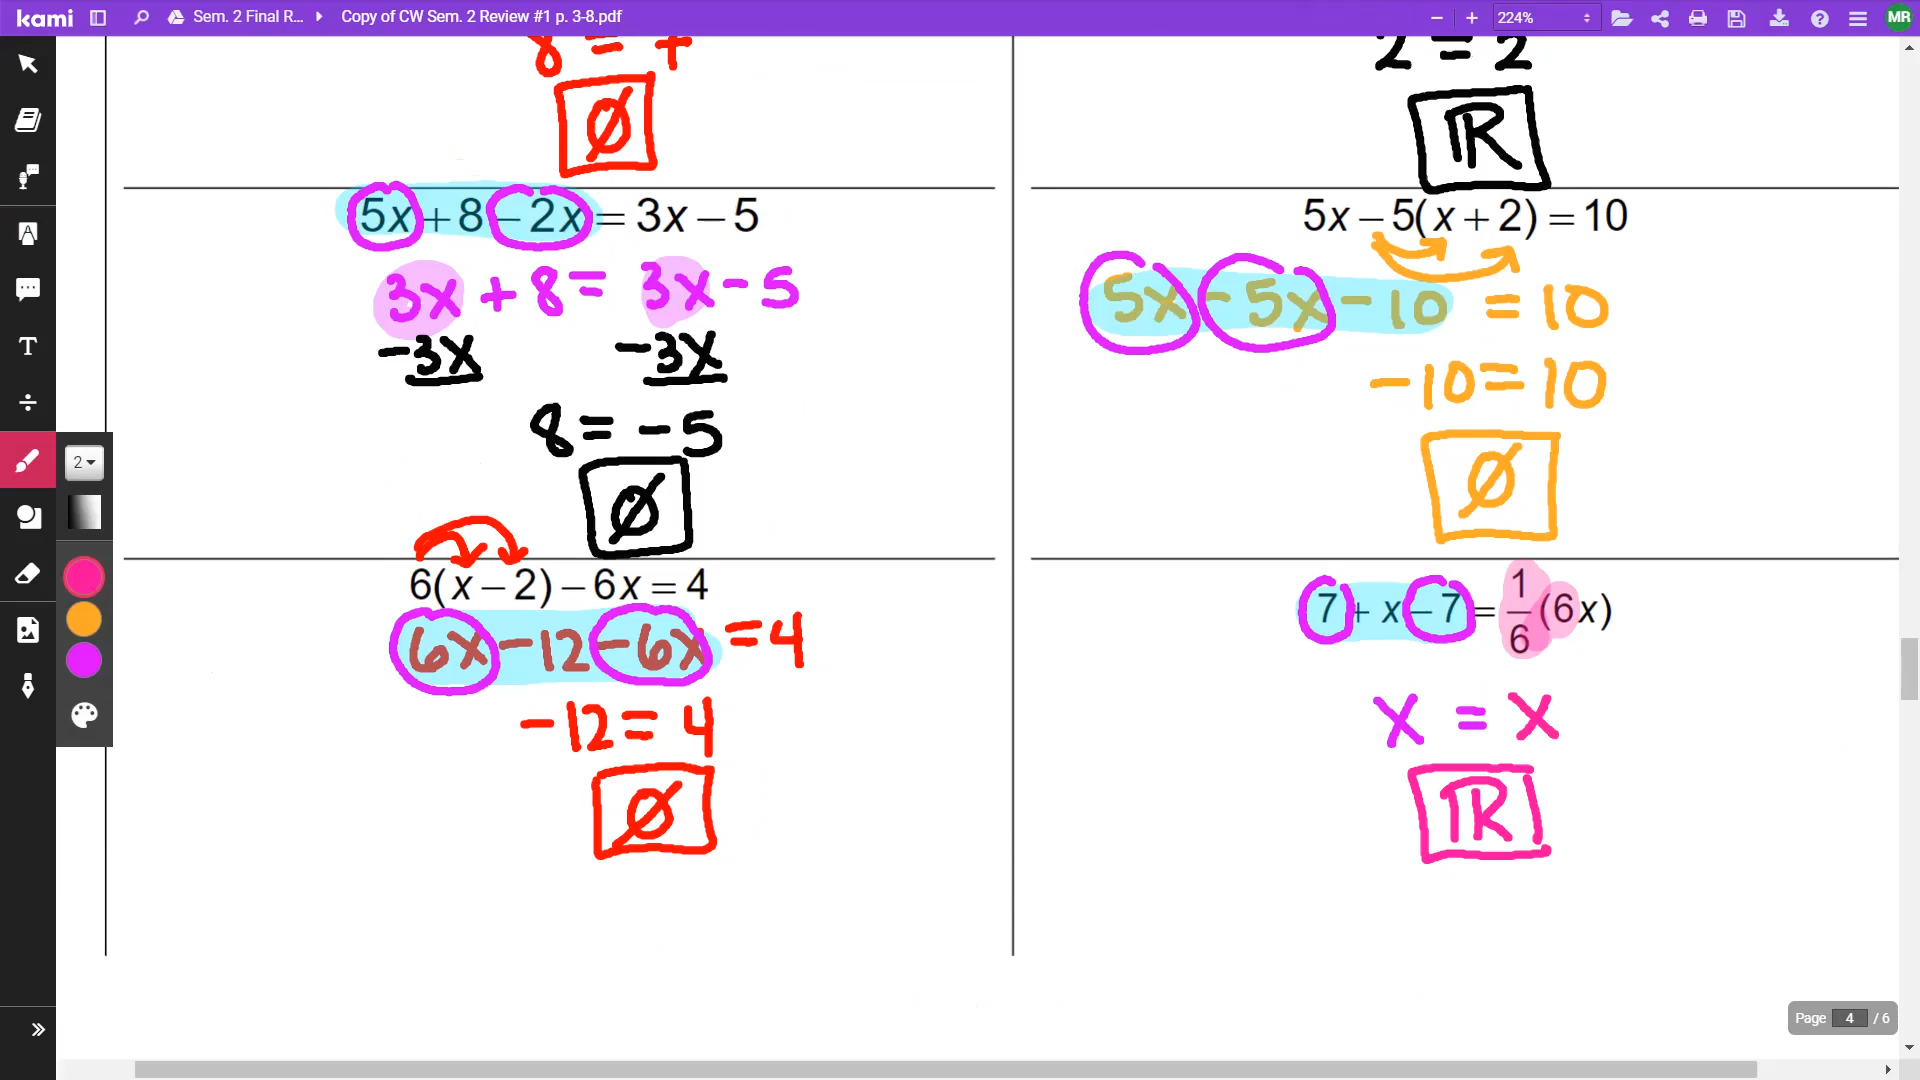 kami Sem. 2 Final R... Copy of CW Sem. 2 Review #1 p. 3-8.pdf 224% MR
2
∅
5x + 8 − 2x = 3x − 5
3x + 8 = 3x - 5
-3x -3x
8 = -5
∅
6(x − 2) − 6x = 4
6x - 12 - 6x = 4
-12 = 4
∅
2 = 2
ℝ
5x − 5(x + 2) = 10
5x - 5x - 10 = 10
-10 = 10
∅
7 + x − 7 = 1/6 (6x)
x = x
ℝ
Page 4 / 6